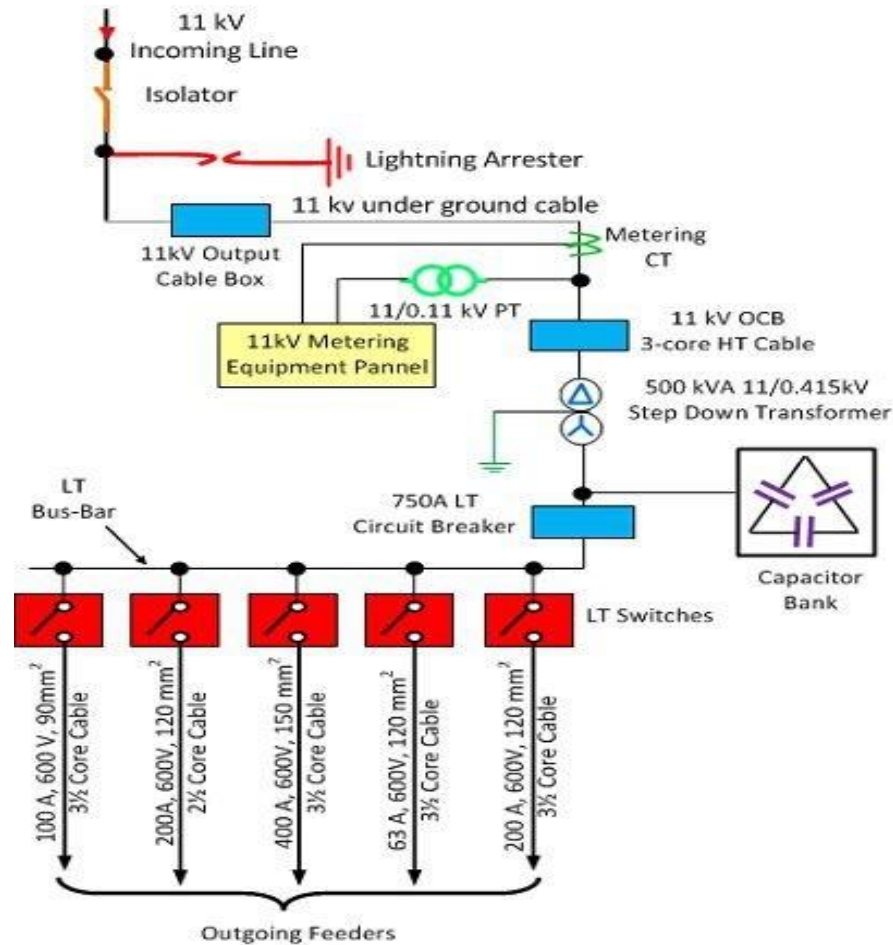 11 kV
Incoming Line
Isolator
Lightning Arrester
11 kv under ground cable
11kV Output
Cable Box
Metering
CT
11/0.11 kV PT
11kV Metering
Equipment Pannel
11 kV OCB
3-core HT Cable
500 kVA 11/0.415kV
Step Down Transformer
LT
Bus-Bar
750A LT
Circuit Breaker
Capacitor
Bank
LT Switches
100 A, 600 V, 90mm²
3½ Core Cable
200A, 600V, 120 mm²
2½ Core Cable
400 A, 600V, 150 mm²
3½ Core Cable
63 A, 600V, 120 mm²
3½ Core Cable
200 A, 600V, 120 mm²
3½ Core Cable
Outgoing Feeders